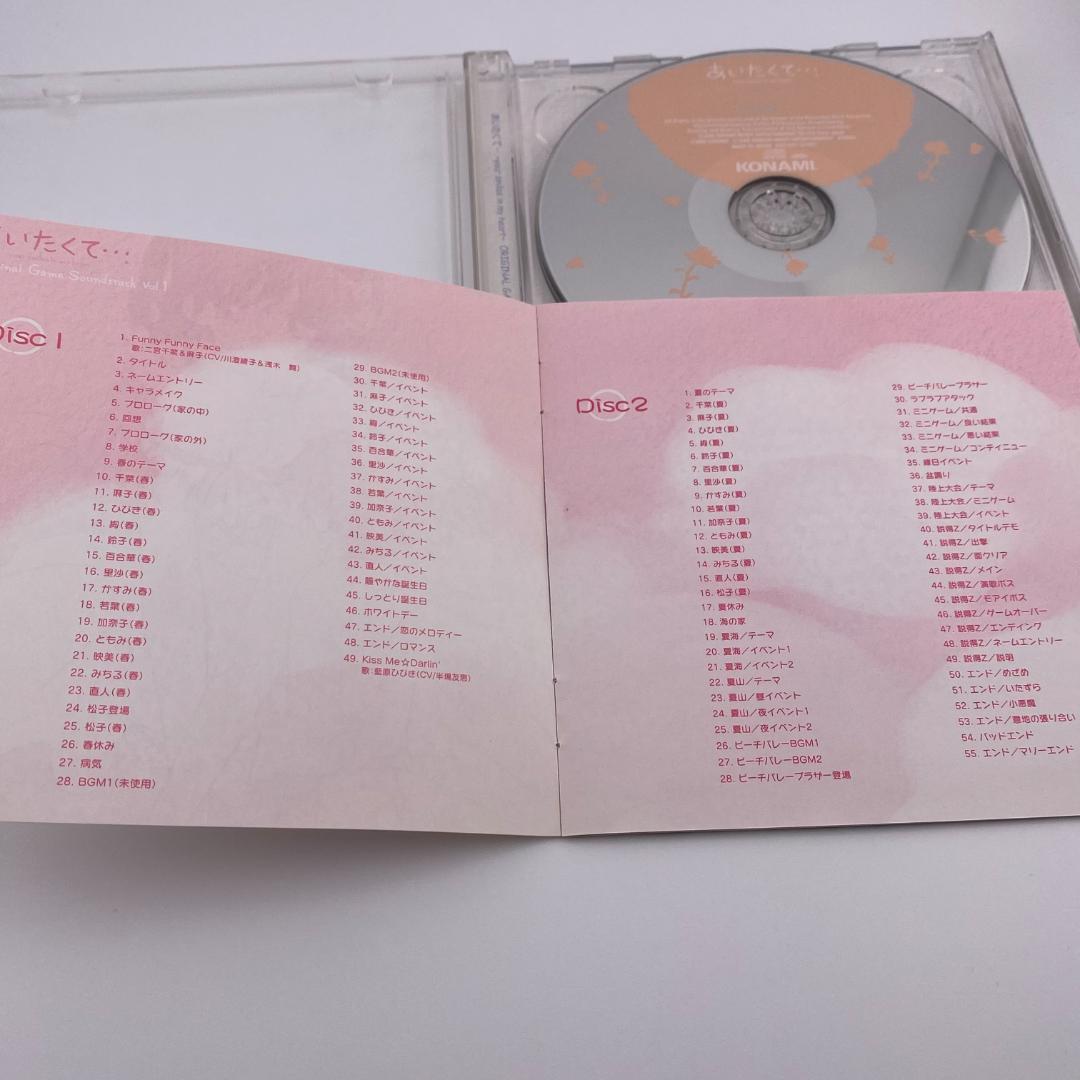 あいたくて…
KONAMI
あいたくて… ~your smiles in my heart~ ORIGINAL GA
いたくて…
inal Game Soundtrack Vol.1
Disc 1
1. Funny Funny Face
歌:二宮千葉&麻子(CV/川澄綾子&浅木 舞)
2. タイトル
3. ネームエントリー
4. キャラメイク
5. プロローグ(家の中)
6. 回想
7. プロローグ(家の外)
8. 学校
9. 春のテーマ
10. 千葉(春)
11. 麻子(春)
12. ひびき(春)
13. 絢(春)
14. 鈴子(春)
15. 百合華(春)
16. 里沙(春)
17. かすみ(春)
18. 若葉(春)
19. 加奈子(春)
20. ともみ(春)
21. 映美(春)
22. みちる(春)
23. 直人(春)
24. 松子登場
25. 松子(春)
26. 春休み
27. 病気
28. BGM1(未使用)
29. BGM2(未使用)
30. 千葉/イベント
31. 麻子/イベント
32. ひびき/イベント
33. 絢/イベント
34. 鈴子/イベント
35. 百合華/イベント
36. 里沙/イベント
37. かすみ/イベント
38. 若葉/イベント
39. 加奈子/イベント
40. ともみ/イベント
41. 映美/イベント
42. みちる/イベント
43. 直人/イベント
44. 賑やかな誕生日
45. しっとり誕生日
46. ホワイトデー
47. エンド/恋のメロディー
48. エンド/ロマンス
49. Kiss Me☆Darlin'
歌:藍原ひびき(CV/半場友恵)
Disc 2
1. 夏のテーマ
2. 千葉(夏)
3. 麻子(夏)
4. ひびき(夏)
5. 絢(夏)
6. 鈴子(夏)
7. 百合華(夏)
8. 里沙(夏)
9. かすみ(夏)
10. 若葉(夏)
11. 加奈子(夏)
12. ともみ(夏)
13. 映美(夏)
14. みちる(夏)
15. 直人(夏)
16. 松子(夏)
17. 夏休み
18. 海の家
19. 夏海/テーマ
20. 夏海/イベント1
21. 夏海/イベント2
22. 夏山/テーマ
23. 夏山/昼イベント
24. 夏山/夜イベント1
25. 夏山/夜イベント2
26. ビーチバレーBGM1
27. ビーチバレーBGM2
28. ビーチバレーブラザー登場
29. ビーチバレーブラザー
30. ラブラブアタック
31. ミニゲーム/共通
32. ミニゲーム/良い結果
33. ミニゲーム/悪い結果
34. ミニゲーム/コンティニュー
35. 縁日イベント
36. 盆踊り
37. 陸上大会/テーマ
38. 陸上大会/ミニゲーム
39. 陸上大会/イベント
40. 説得Z/タイトルデモ
41. 説得Z/出撃
42. 説得Z/面クリア
43. 説得Z/メイン
44. 説得Z/演歌ボス
45. 説得Z/モアイボス
46. 説得Z/ゲームオーバー
47. 説得Z/エンディング
48. 説得Z/ネームエントリー
49. 説得Z/説明
50. エンド/めざめ
51. エンド/いたずら
52. エンド/小悪魔
53. エンド/意地の張り合い
54. バッドエンド
55. エンド/マリーエンド